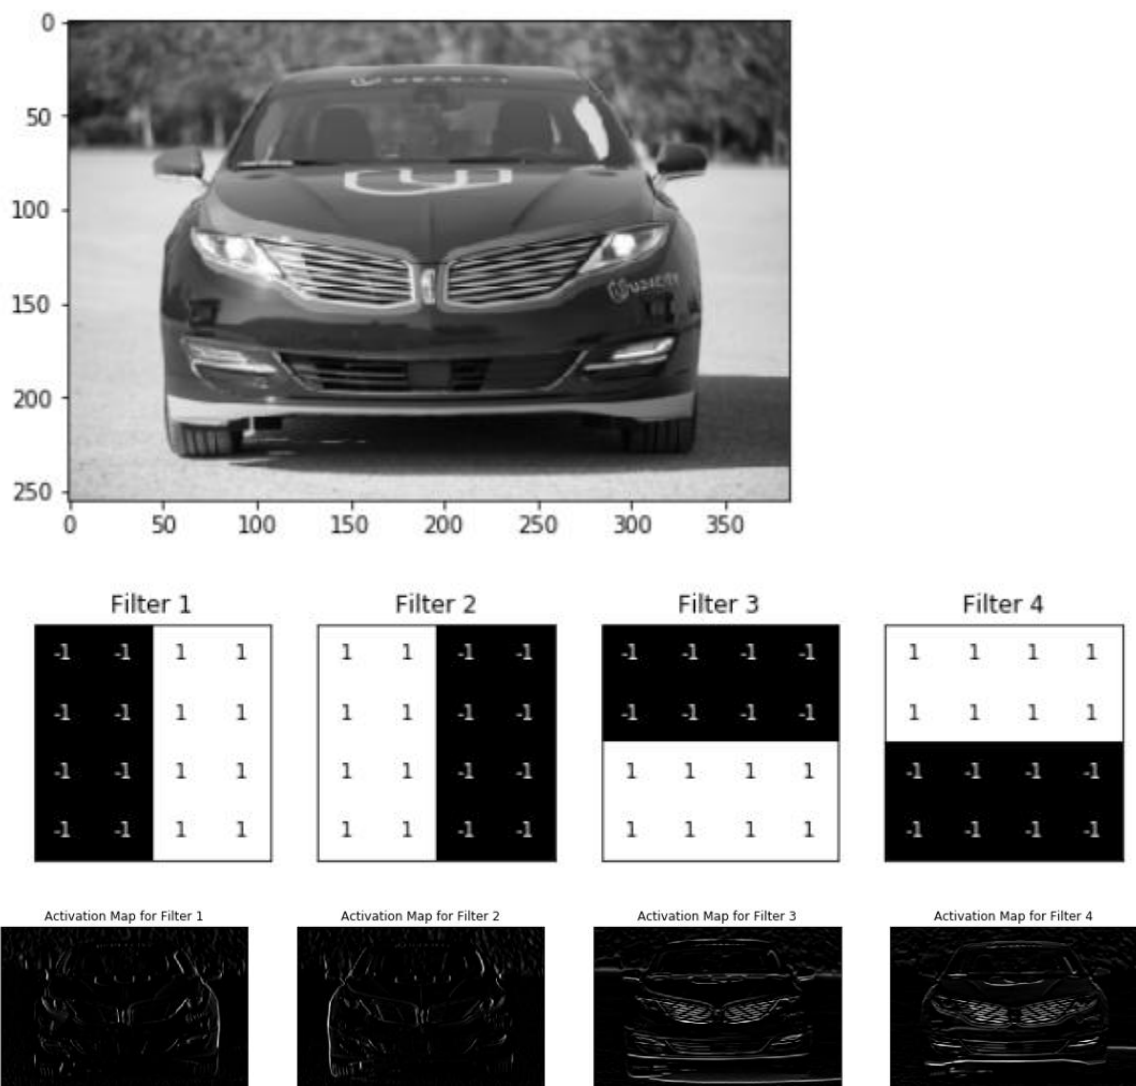 UDACITY
0
50
100
UDACITY
150
200
250
0 50 100 150 200 250 300 350
Filter 1 Filter 2 Filter 3 Filter 4
-1 -1 1 1 1 1 -1 -1 -1 -1 -1 -1 1 1 1 1
-1 -1 1 1 1 1 -1 -1 -1 -1 -1 -1 1 1 1 1
-1 -1 1 1 1 1 -1 -1 1 1 1 1 -1 -1 -1 -1
-1 -1 1 1 1 1 -1 -1 1 1 1 1 -1 -1 -1 -1
Activation Map for Filter 1 Activation Map for Filter 2 Activation Map for Filter 3 Activation Map for Filter 4